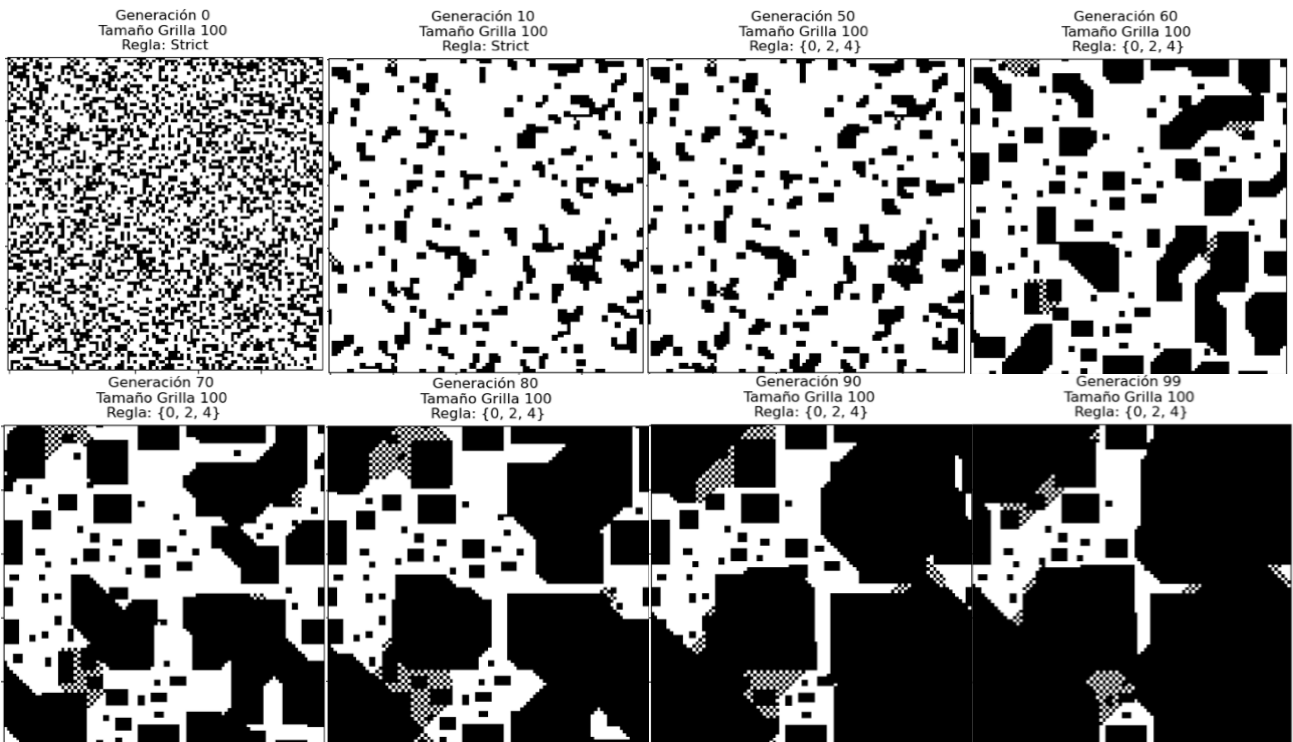 Generación 0
Tamaño Grilla 100
Regla: Strict
Generación 10
Tamaño Grilla 100
Regla: Strict
Generación 50
Tamaño Grilla 100
Regla: {0, 2, 4}
Generación 60
Tamaño Grilla 100
Regla: {0, 2, 4}
Generación 70
Tamaño Grilla 100
Regla: {0, 2, 4}
Generación 80
Tamaño Grilla 100
Regla: {0, 2, 4}
Generación 90
Tamaño Grilla 100
Regla: {0, 2, 4}
Generación 99
Tamaño Grilla 100
Regla: {0, 2, 4}